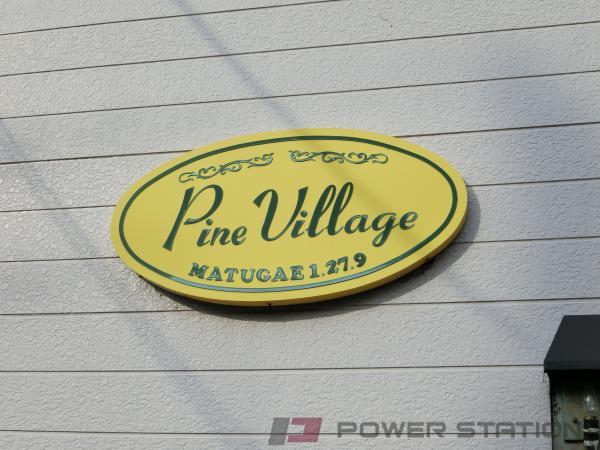 Pine Village
MATUGAE 1.27.9
POWER STATION